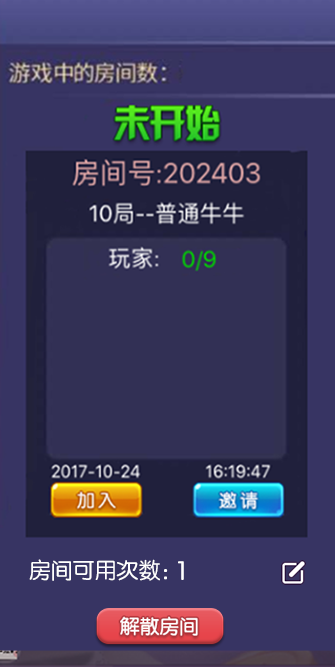 游戏中的房间数：
未开始
房间号:202403
10局--普通牛牛
玩家: 0/9
2017-10-24 16:19:47
加入 邀请
房间可用次数: 1
解散房间